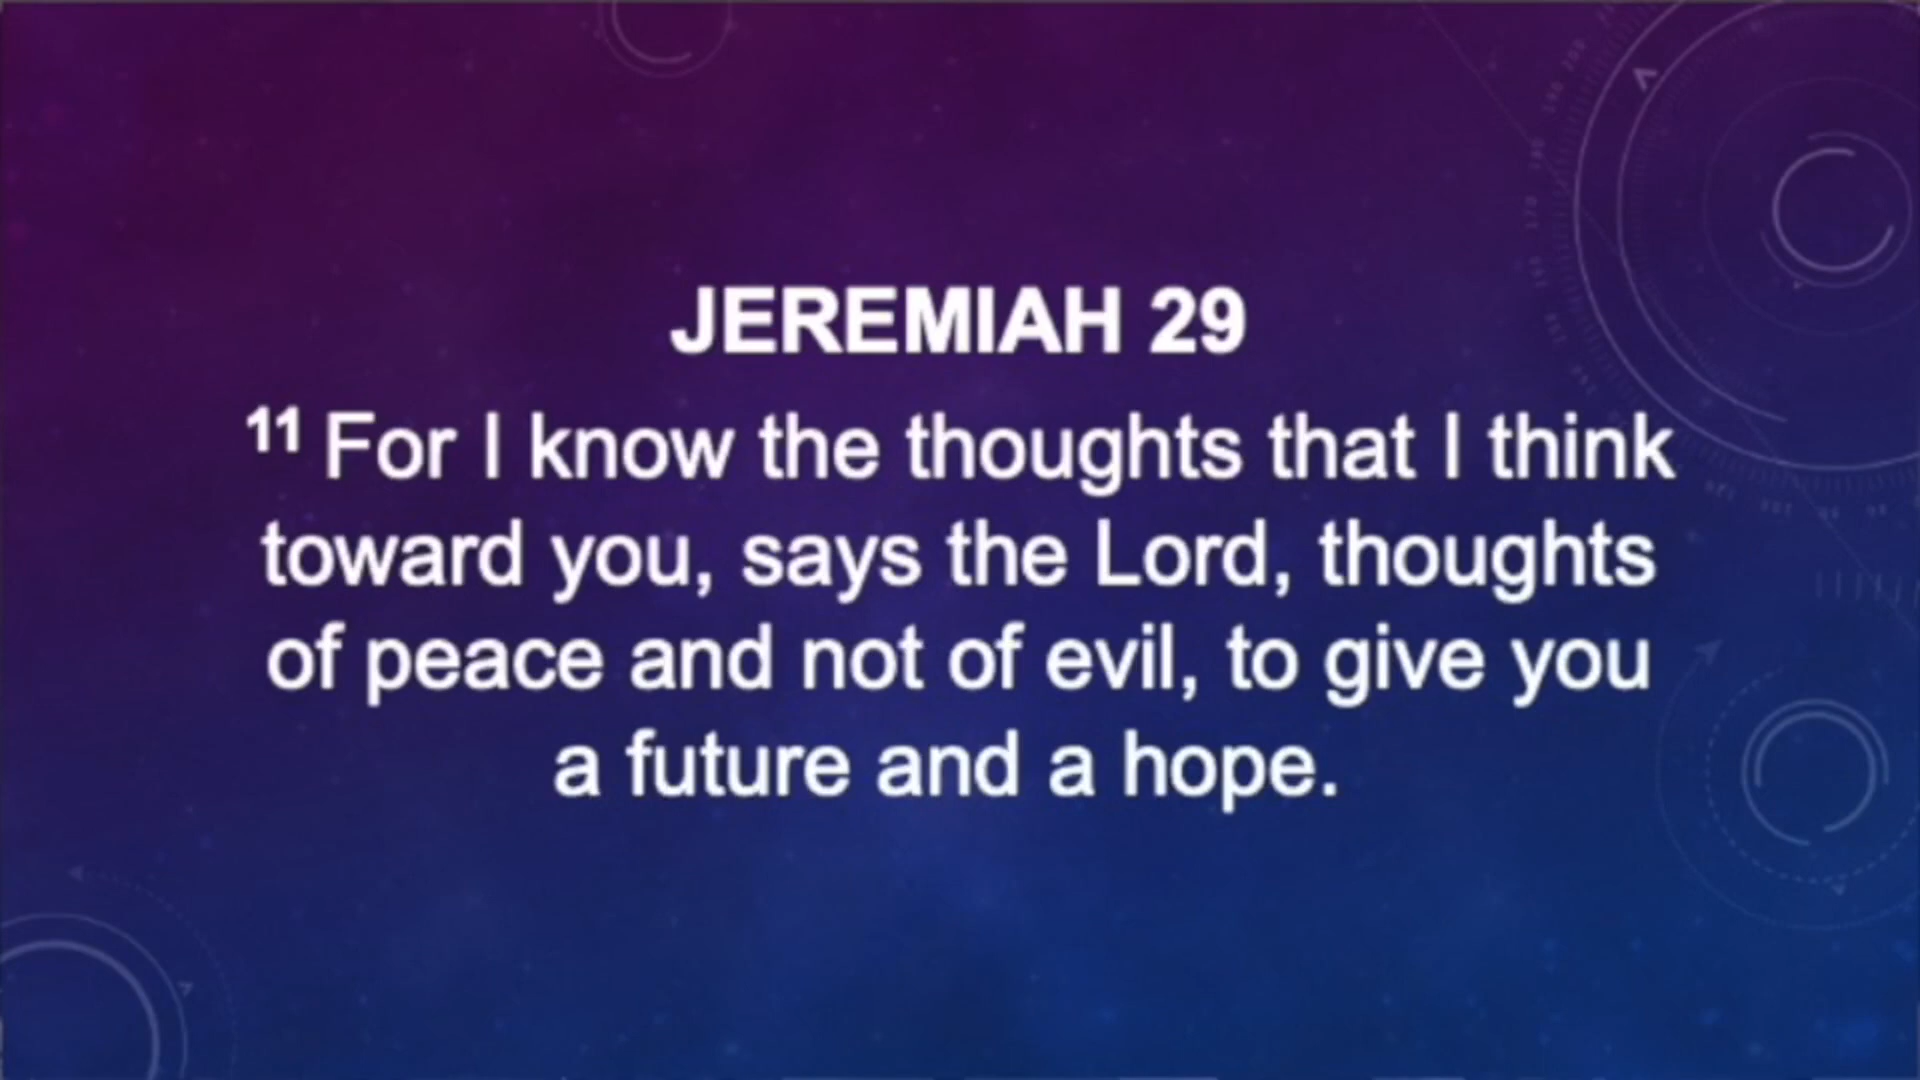 JEREMIAH 29
11 For I know the thoughts that I think
toward you, says the Lord, thoughts
of peace and not of evil, to give you
a future and a hope.